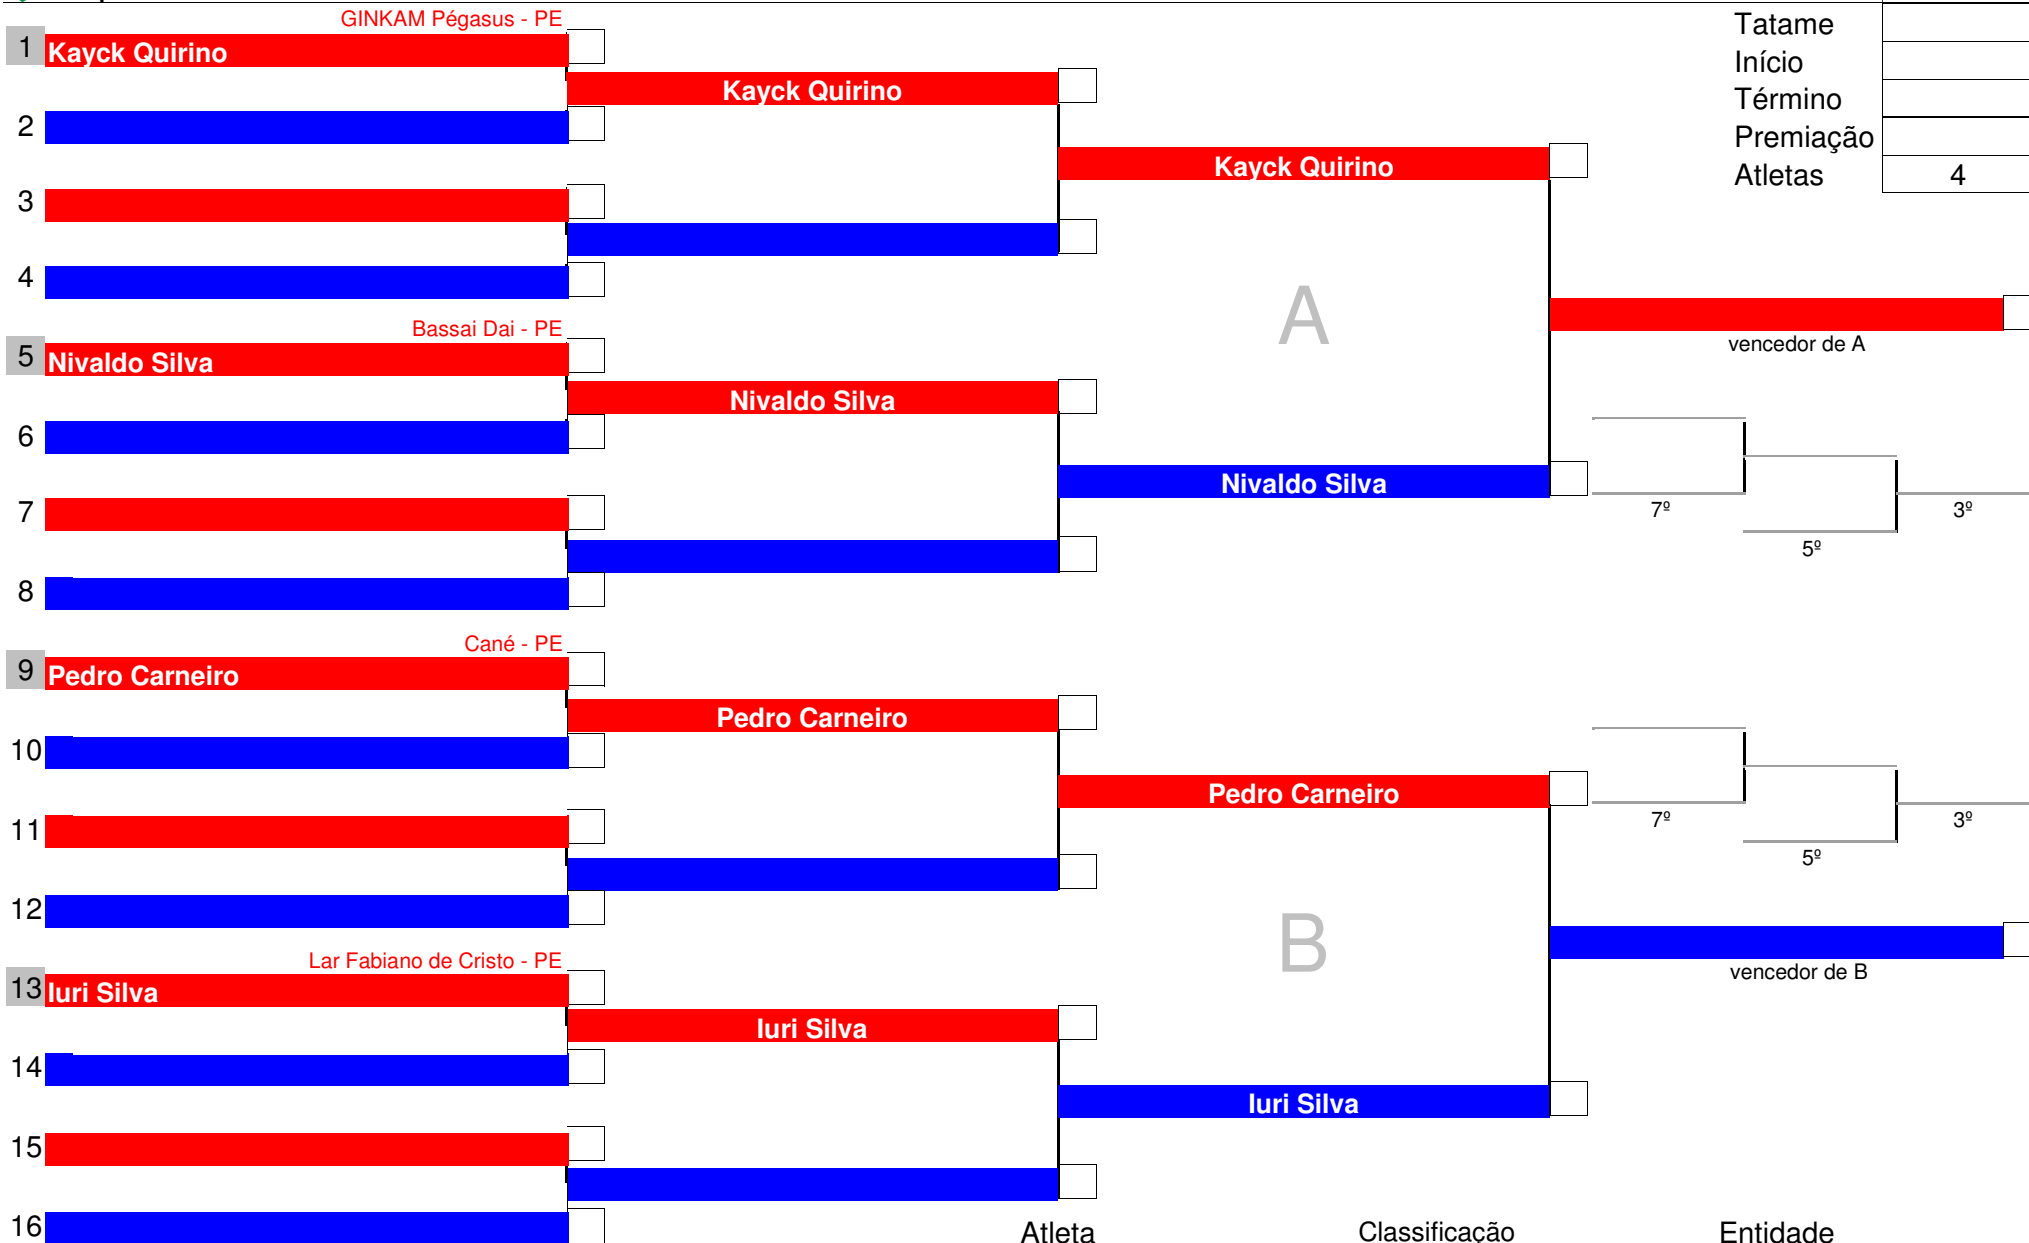 GINKAM Pégasus - PE
Tatame
1 Kayck Quirino
Início
Kayck Quirino
Término
2
Premiação
Kayck Quirino
Atletas 4
3
4
A
Bassai Dai - PE
vencedor de A
5 Nivaldo Silva
Nivaldo Silva
6
Nivaldo Silva
7
7º 3º
5º
8
Cané - PE
9 Pedro Carneiro
Pedro Carneiro
10
Pedro Carneiro
11
7º 3º
5º
12
B
Lar Fabiano de Cristo - PE
vencedor de B
13 Iuri Silva
Iuri Silva
14
Iuri Silva
15
16
Atleta Classificação Entidade